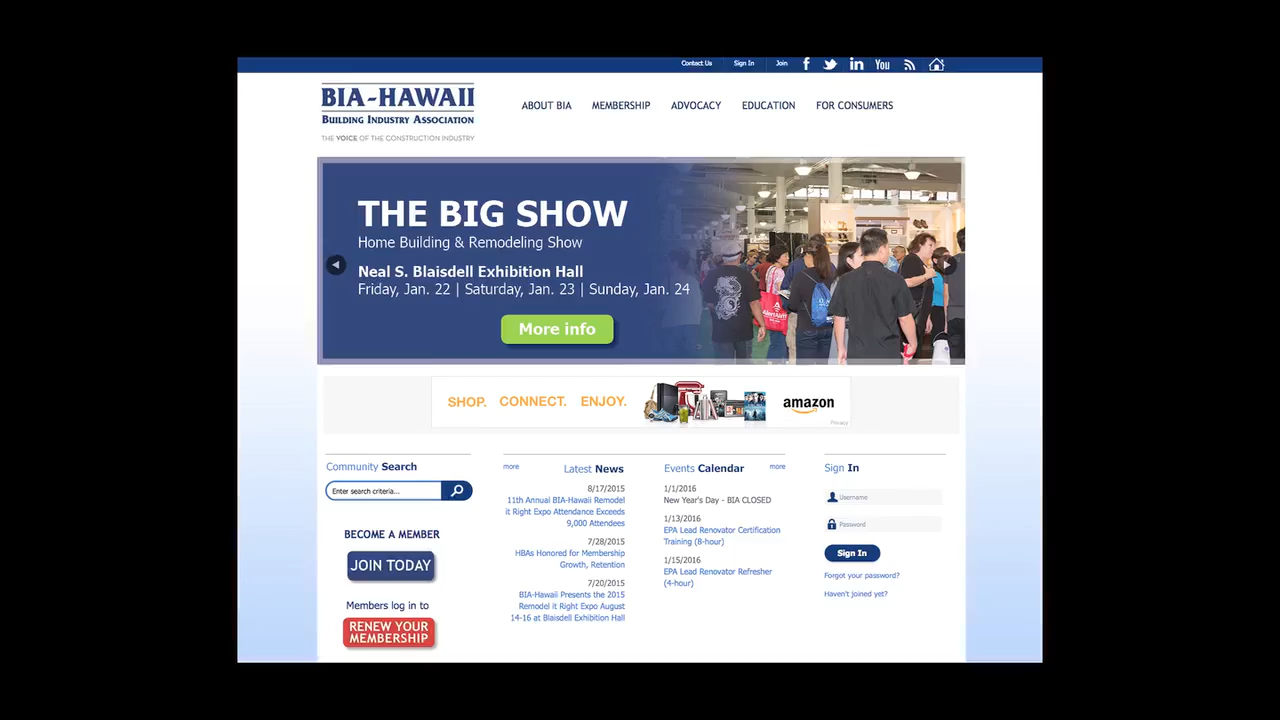 Contact Us
Sign In
Join
You
BIA-HAWAII
BUILDING INDUSTRY ASSOCIATION
THE VOICE OF THE CONSTRUCTION INDUSTRY
ABOUT BIA
MEMBERSHIP
ADVOCACY
EDUCATION
FOR CONSUMERS
THE BIG SHOW
Home Building & Remodeling Show
Neal S. Blaisdell Exhibition Hall
Friday, Jan. 22 | Saturday, Jan. 23 | Sunday, Jan. 24
More info
SHOP. CONNECT. ENJOY.
amazon
Privacy
Community Search
Enter search criteria...
BECOME A MEMBER
JOIN TODAY
Members log in to
RENEW YOUR
MEMBERSHIP
more
Latest News
8/17/2015
11th Annual BIA-Hawaii Remodel
it Right Expo Attendance Exceeds
9,000 Attendees
7/28/2015
HBAs Honored for Membership
Growth, Retention
7/20/2015
BIA-Hawaii Presents the 2015
Remodel it Right Expo August
14-16 at Blaisdell Exhibition Hall
Events Calendar
more
1/1/2016
New Year's Day - BIA CLOSED
1/13/2016
EPA Lead Renovator Certification
Training (8-hour)
1/15/2016
EPA Lead Renovator Refresher
(4-hour)
Sign In
Username
Password
Sign In
Forgot your password?
Haven't joined yet?